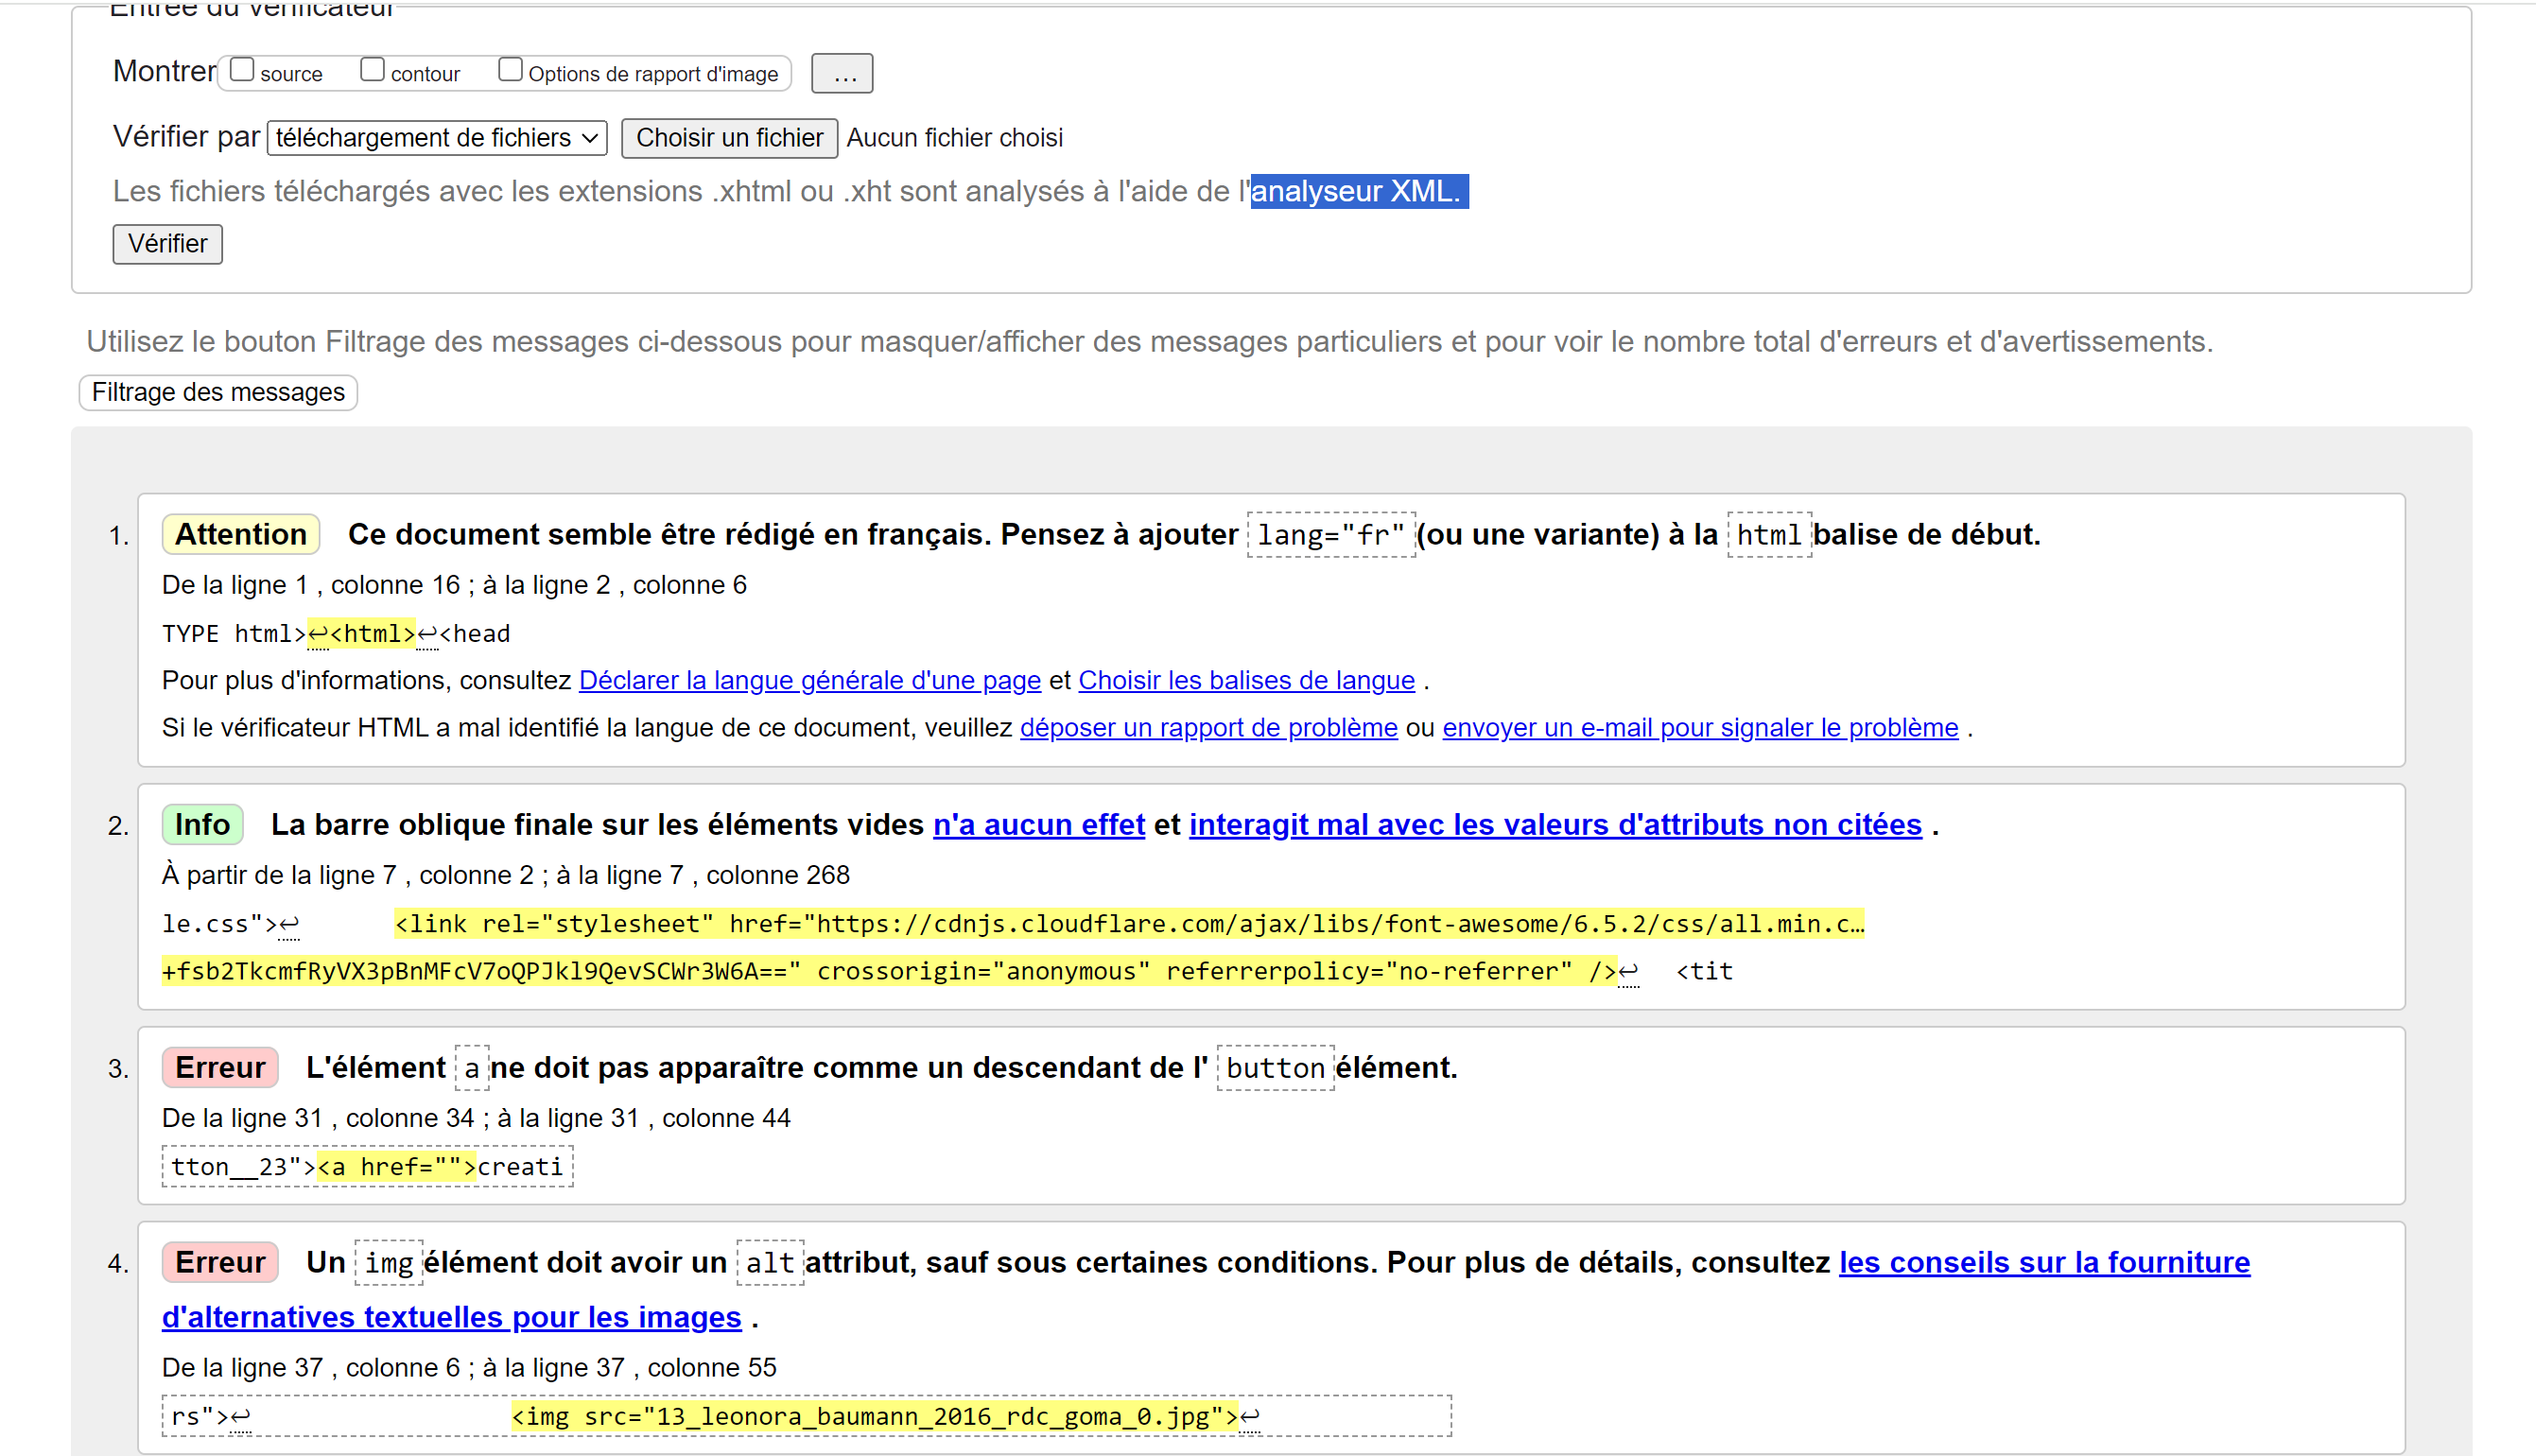 Entrée du vérificateur
Montrer source contour Options de rapport d'image ...
Vérifier par téléchargement de fichiers Choisir un fichier Aucun fichier choisi
Les fichiers téléchargés avec les extensions .xhtml ou .xht sont analysés à l'aide de l'analyseur XML.
Vérifier
Utilisez le bouton Filtrage des messages ci-dessous pour masquer/afficher des messages particuliers et pour voir le nombre total d'erreurs et d'avertissements.
Filtrage des messages
1. Attention Ce document semble être rédigé en français. Pensez à ajouter lang="fr" (ou une variante) à la html balise de début.
De la ligne 1 , colonne 16 ; à la ligne 2 , colonne 6
TYPE html>↩<html>↩<head
Pour plus d'informations, consultez Déclarer la langue générale d'une page et Choisir les balises de langue .
Si le vérificateur HTML a mal identifié la langue de ce document, veuillez déposer un rapport de problème ou envoyer un e-mail pour signaler le problème .
2. Info La barre oblique finale sur les éléments vides n'a aucun effet et interagit mal avec les valeurs d'attributs non citées .
À partir de la ligne 7 , colonne 2 ; à la ligne 7 , colonne 268
le.css">↩ <link rel="stylesheet" href="https://cdnjs.cloudflare.com/ajax/libs/font-awesome/6.5.2/css/all.min.c…
+fsb2TkcmfRyVX3pBnMFcV7oQPJkl9QevSCWr3W6A==" crossorigin="anonymous" referrerpolicy="no-referrer" />↩ <tit
3. Erreur L'élément a ne doit pas apparaître comme un descendant de l' button élément.
De la ligne 31 , colonne 34 ; à la ligne 31 , colonne 44
tton__23"><a href="">creati
4. Erreur Un img élément doit avoir un alt attribut, sauf sous certaines conditions. Pour plus de détails, consultez les conseils sur la fourniture
d'alternatives textuelles pour les images .
De la ligne 37 , colonne 6 ; à la ligne 37 , colonne 55
rs">↩ <img src="13_leonora_baumann_2016_rdc_goma_0.jpg">↩